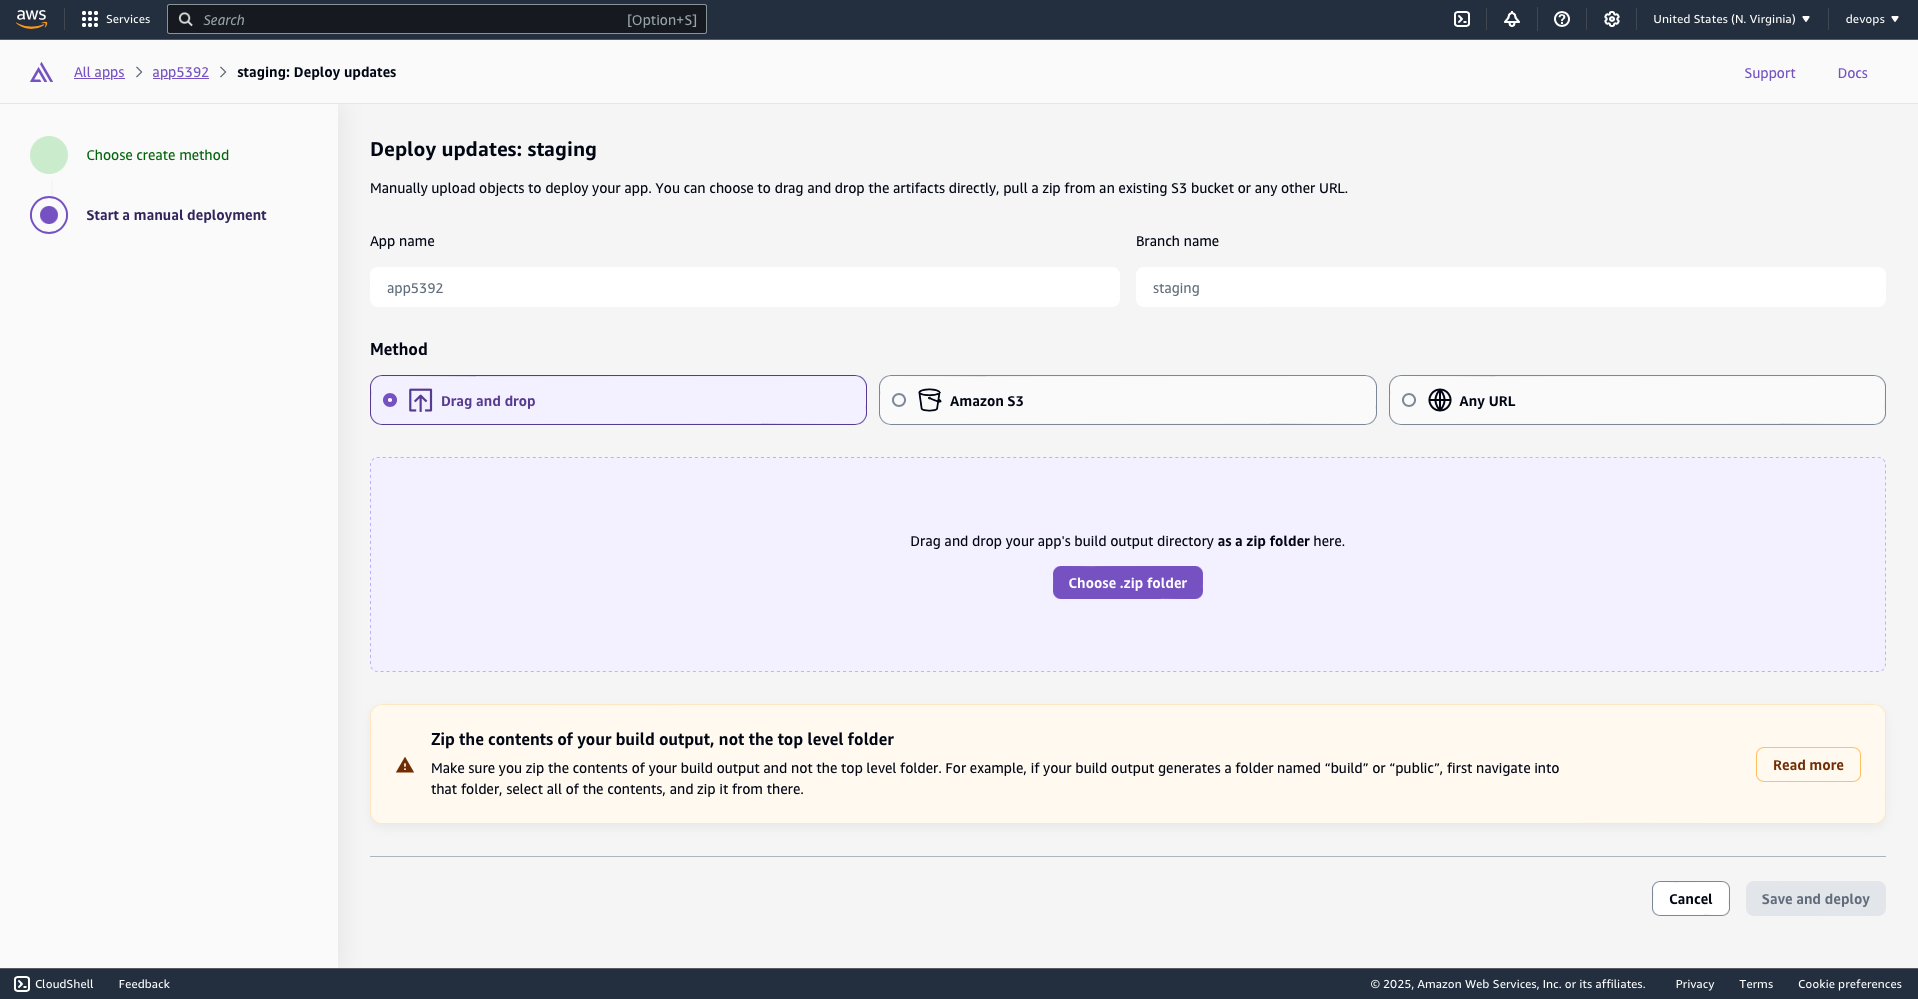 aws
Services
Search
[Option+S]
United States (N. Virginia)
devops
All apps
app5392
staging: Deploy updates
Support
Docs
Choose create method
Start a manual deployment
Deploy updates: staging
Manually upload objects to deploy your app. You can choose to drag and drop the artifacts directly, pull a zip from an existing S3 bucket or any other URL.
App name
Branch name
app5392
staging
Method
Drag and drop
Amazon S3
Any URL
Drag and drop your app's build output directory as a zip folder here.
Choose .zip folder
Zip the contents of your build output, not the top level folder
Make sure you zip the contents of your build output and not the top level folder. For example, if your build output generates a folder named “build” or “public”, first navigate into
that folder, select all of the contents, and zip it from there.
Read more
Cancel
Save and deploy
CloudShell
Feedback
© 2025, Amazon Web Services, Inc. or its affiliates.
Privacy
Terms
Cookie preferences